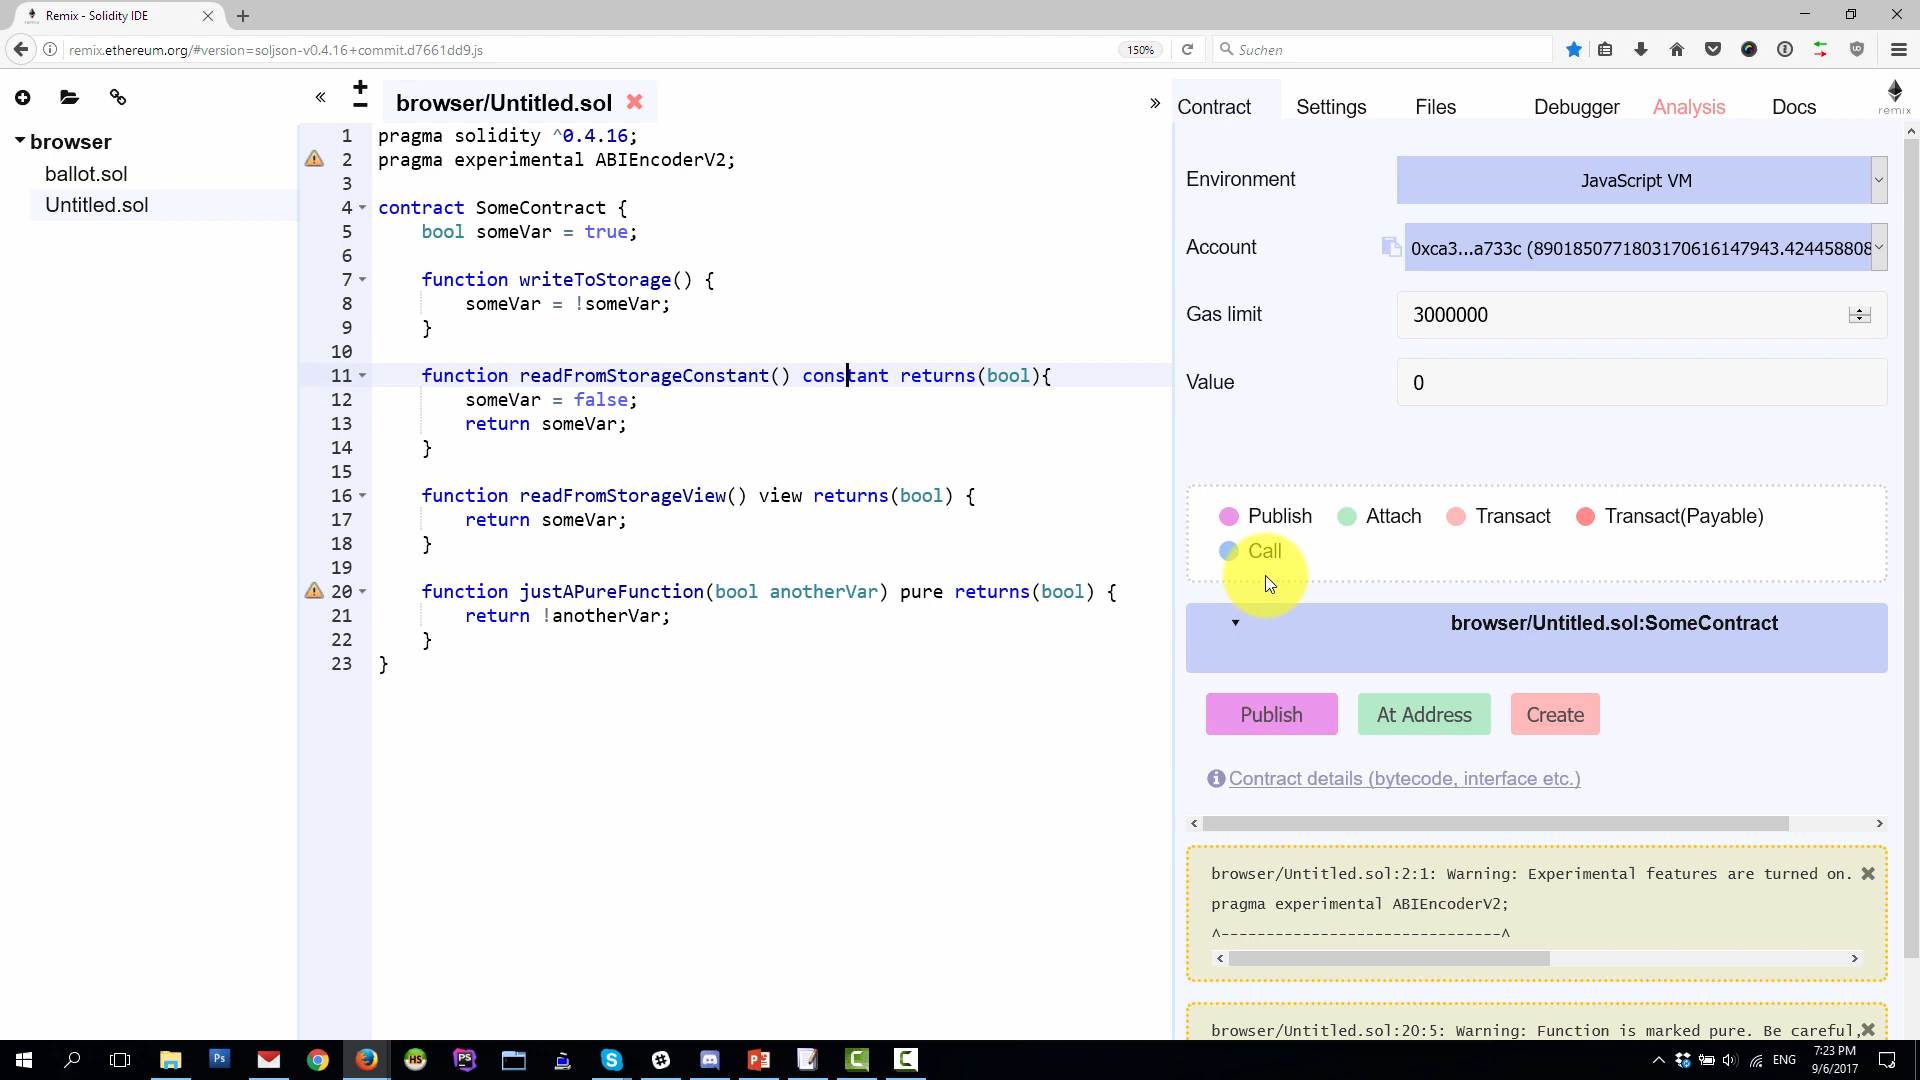 Remix - Solidity IDE
remix.ethereum.org/#version=soljson-v0.4.16+commit.d7661dd9.js
150%
Suchen
browser
ballot.sol
Untitled.sol
browser/Untitled.sol
1 pragma solidity ^0.4.16;
2 pragma experimental ABIEncoderV2;
3
4 contract SomeContract {
5 bool someVar = true;
6
7 function writeToStorage() {
8 someVar = !someVar;
9 }
10
11 function readFromStorageConstant() constant returns(bool){
12 someVar = false;
13 return someVar;
14 }
15
16 function readFromStorageView() view returns(bool) {
17 return someVar;
18 }
19
20 function justAPureFunction(bool anotherVar) pure returns(bool) {
21 return !anotherVar;
22 }
23 }
Contract Settings Files Debugger Analysis Docs
remix
Environment JavaScript VM
Account 0xca3...a733c (8901850771803170616147943.424458808
Gas limit 3000000
Value 0
Publish Attach Transact Transact(Payable)
Call
browser/Untitled.sol:SomeContract
Publish At Address Create
Contract details (bytecode, interface etc.)
browser/Untitled.sol:2:1: Warning: Experimental features are turned on.
pragma experimental ABIEncoderV2;
^-------------------------------^
browser/Untitled.sol:20:5: Warning: Function is marked pure. Be careful,
Ps
HS
PS
ENG
7:23 PM
9/6/2017